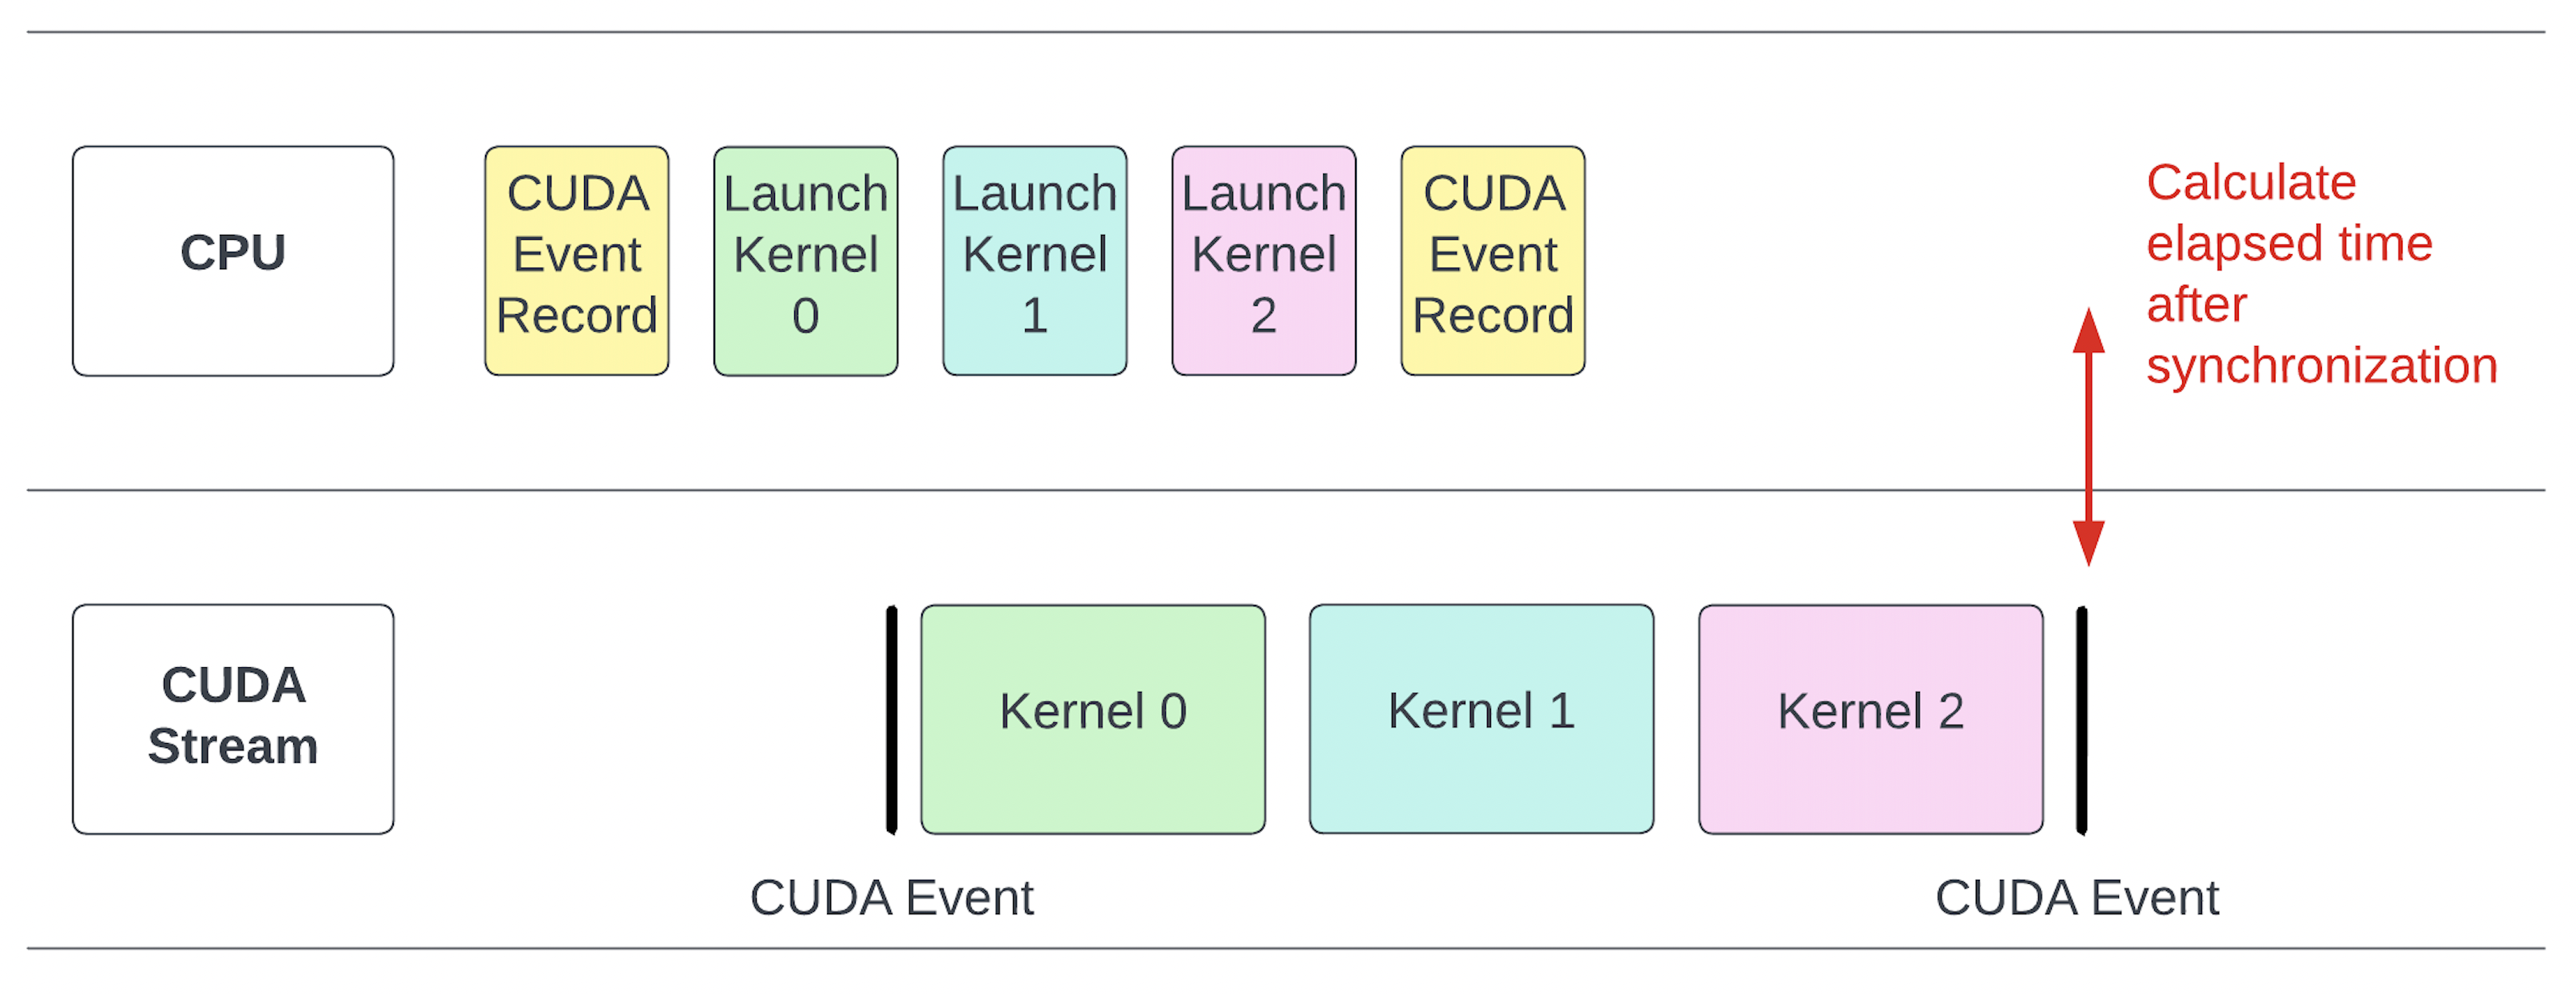 CPU
CUDA
Event
Record
Launch
Kernel
0
Launch
Kernel
1
Launch
Kernel
2
CUDA
Event
Record
Calculate
elapsed time
after
synchronization
CUDA
Stream
Kernel 0
Kernel 1
Kernel 2
CUDA Event
CUDA Event